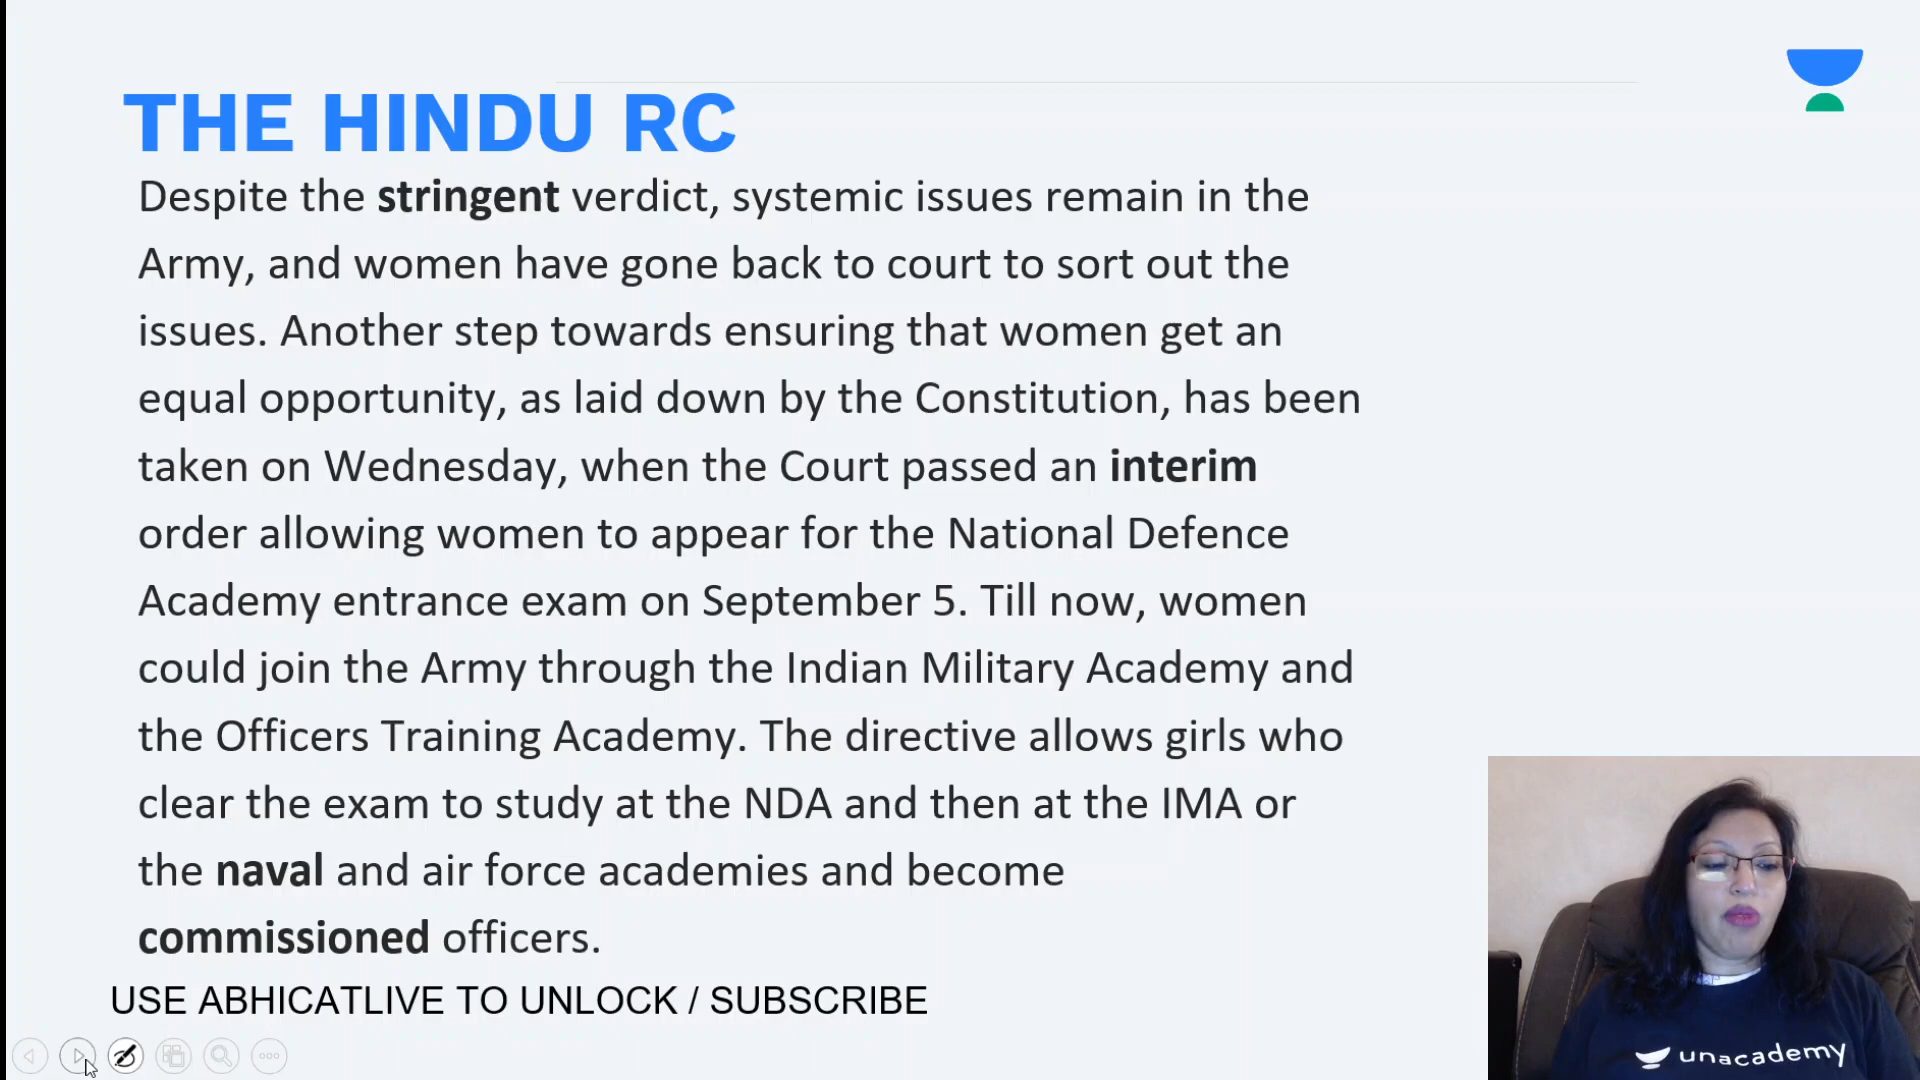 THE HINDU RC
Despite the stringent verdict, systemic issues remain in the
Army, and women have gone back to court to sort out the
issues. Another step towards ensuring that women get an
equal opportunity, as laid down by the Constitution, has been
taken on Wednesday, when the Court passed an interim
order allowing women to appear for the National Defence
Academy entrance exam on September 5. Till now, women
could join the Army through the Indian Military Academy and
the Officers Training Academy. The directive allows girls who
clear the exam to study at the NDA and then at the IMA or
the naval and air force academies and become
commissioned officers.
USE ABHICATLIVE TO UNLOCK / SUBSCRIBE
unacademy